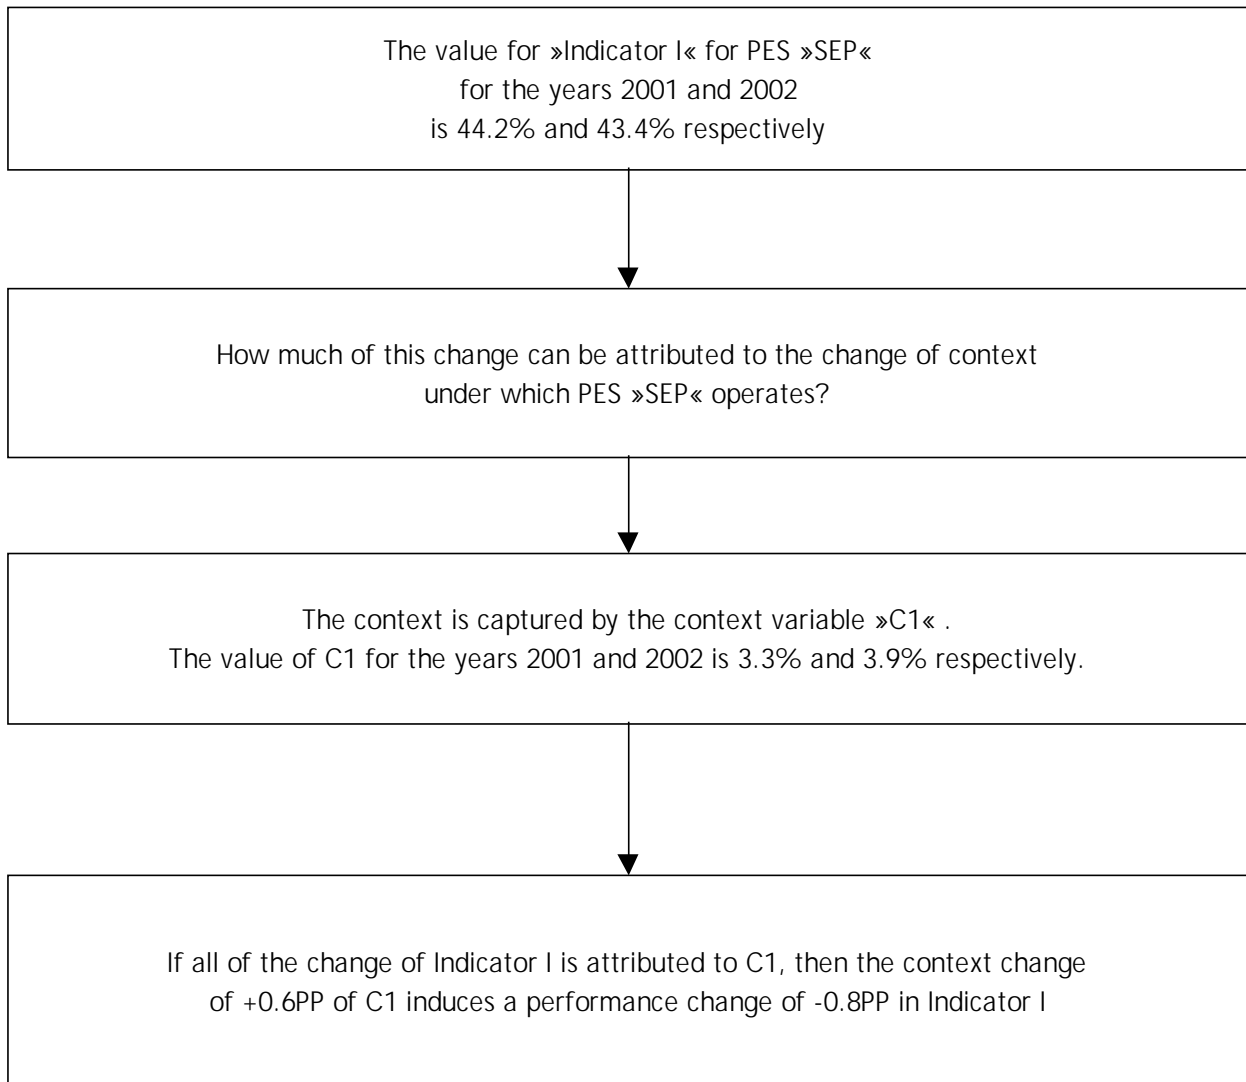 The value for »Indicator I« for PES »SEP«
for the years 2001 and 2002
is 44.2% and 43.4% respectively
How much of this change can be attributed to the change of context
under which PES »SEP« operates?
The context is captured by the context variable »C1« .
The value of C1 for the years 2001 and 2002 is 3.3% and 3.9% respectively.
If all of the change of Indicator I is attributed to C1, then the context change
of +0.6PP of C1 induces a performance change of -0.8PP in Indicator I